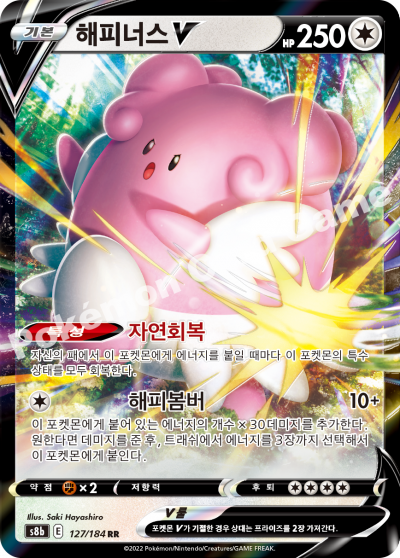 기본 해피너스 V HP 250
Pokémon Card Game
특성 자연회복
자신의 패에서 이 포켓몬에게 에너지를 붙일 때마다 이 포켓몬의 특수
상태를 모두 회복한다.
해피봄버 10+
이 포켓몬에게 붙어 있는 에너지의 개수 × 30데미지를 추가한다.
원한다면 데미지를 준 후, 트래쉬에서 에너지를 3장까지 선택해서
이 포켓몬에게 붙인다.
약점 ×2 저항력 후퇴
Illus. Saki Hayashiro
V룰
s8b E 127/184 RR
포켓몬 V가 기절한 경우 상대는 프라이즈를 2장 가져간다.
©2022 Pokémon/Nintendo/Creatures/GAME FREAK.